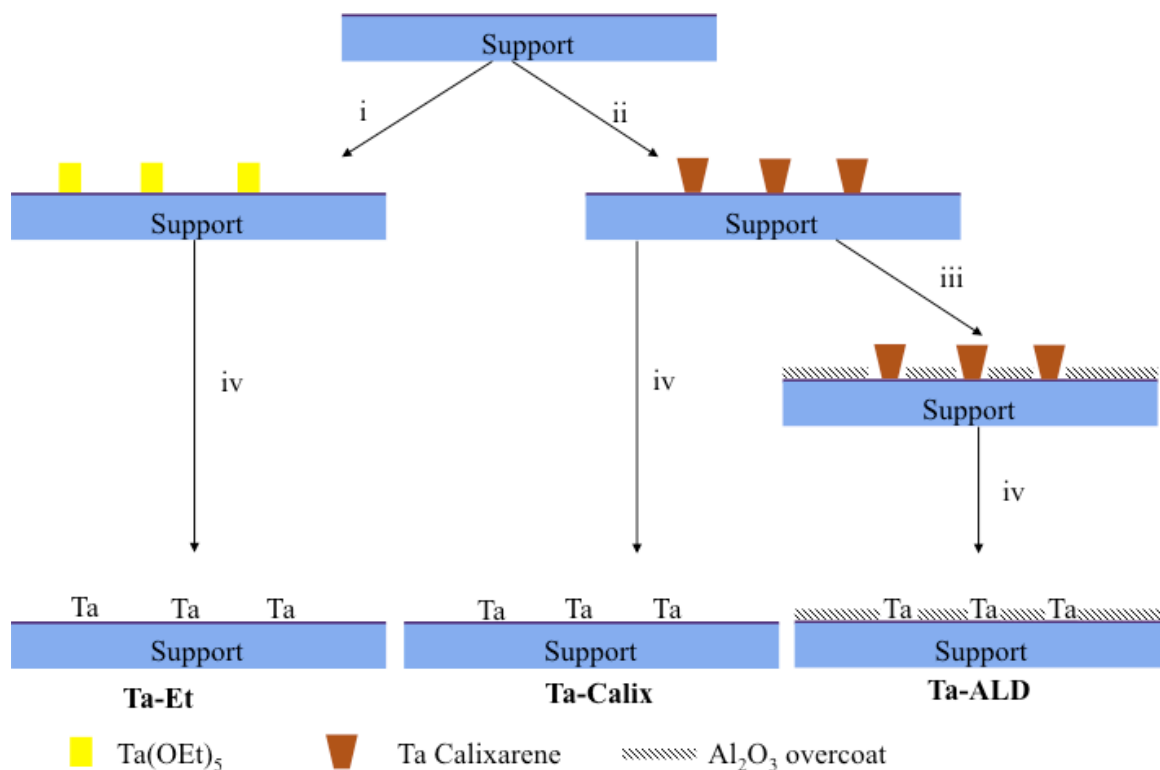 Support
i
ii
Support
Support
iii
iv
iv
Support
iv
Ta Ta Ta
Ta Ta Ta
Ta Ta Ta
Support
Support
Support
Ta-Et
Ta-Calix
Ta-ALD
Ta(OEt)₅
Ta Calixarene
Al₂O₃ overcoat